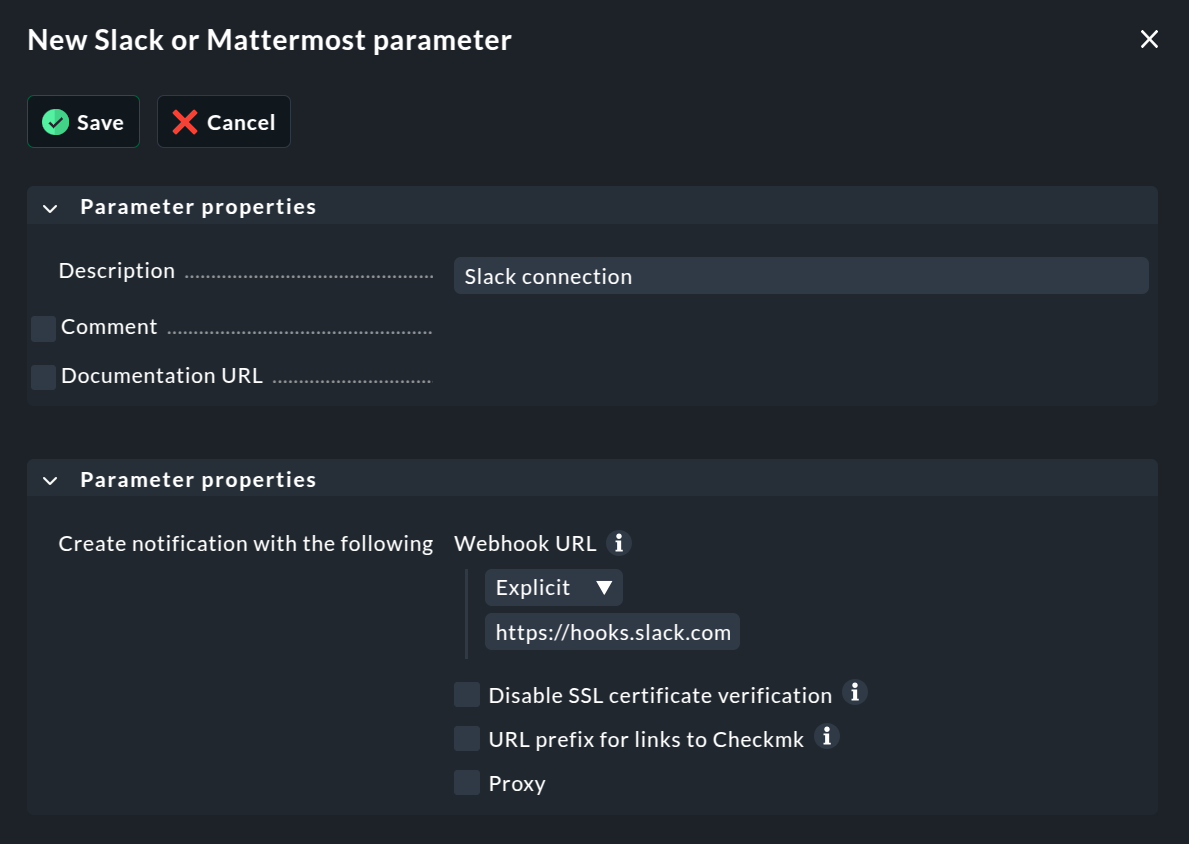 New Slack or Mattermost parameter
Save Cancel
Parameter properties
Description
Slack connection
Comment
Documentation URL
Parameter properties
Create notification with the following
Webhook URL
Explicit
https://hooks.slack.com
Disable SSL certificate verification
URL prefix for links to Checkmk
Proxy